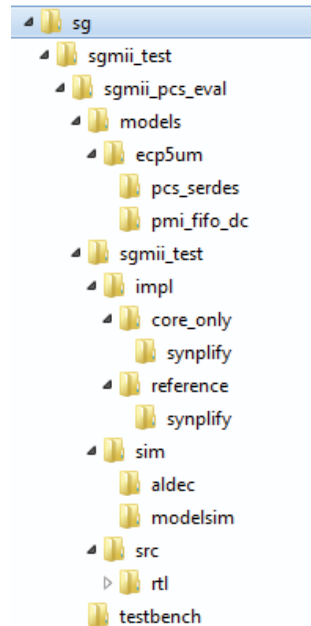 sg
sgmii_test
sgmii_pcs_eval
models
ecp5um
pcs_serdes
pmi_fifo_dc
sgmii_test
impl
core_only
synplify
reference
synplify
sim
aldec
modelsim
src
rtl
testbench